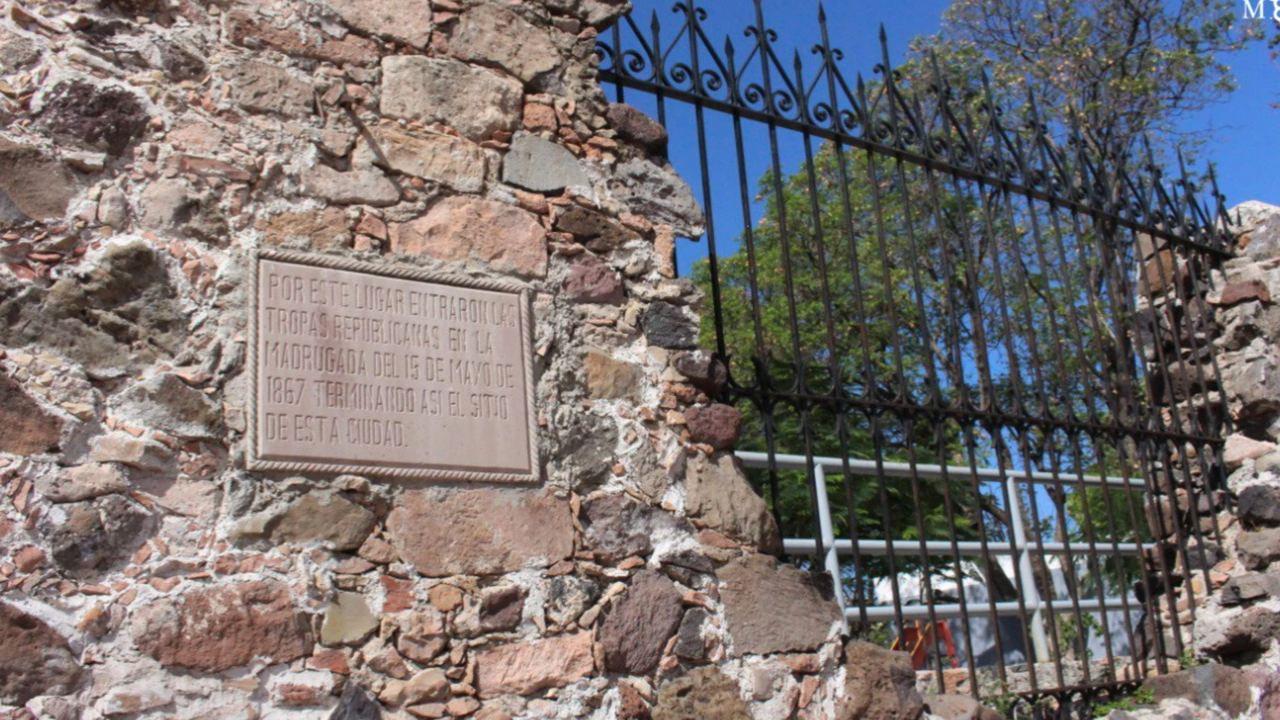 POR ESTE LUGAR ENTRARON LAS
TROPAS REPUBLICANAS EN LA
MADRUGADA DEL 15 DE MAYO DE
1867 TERMINANDO ASI EL SITIO
DE ESTA CIUDAD.